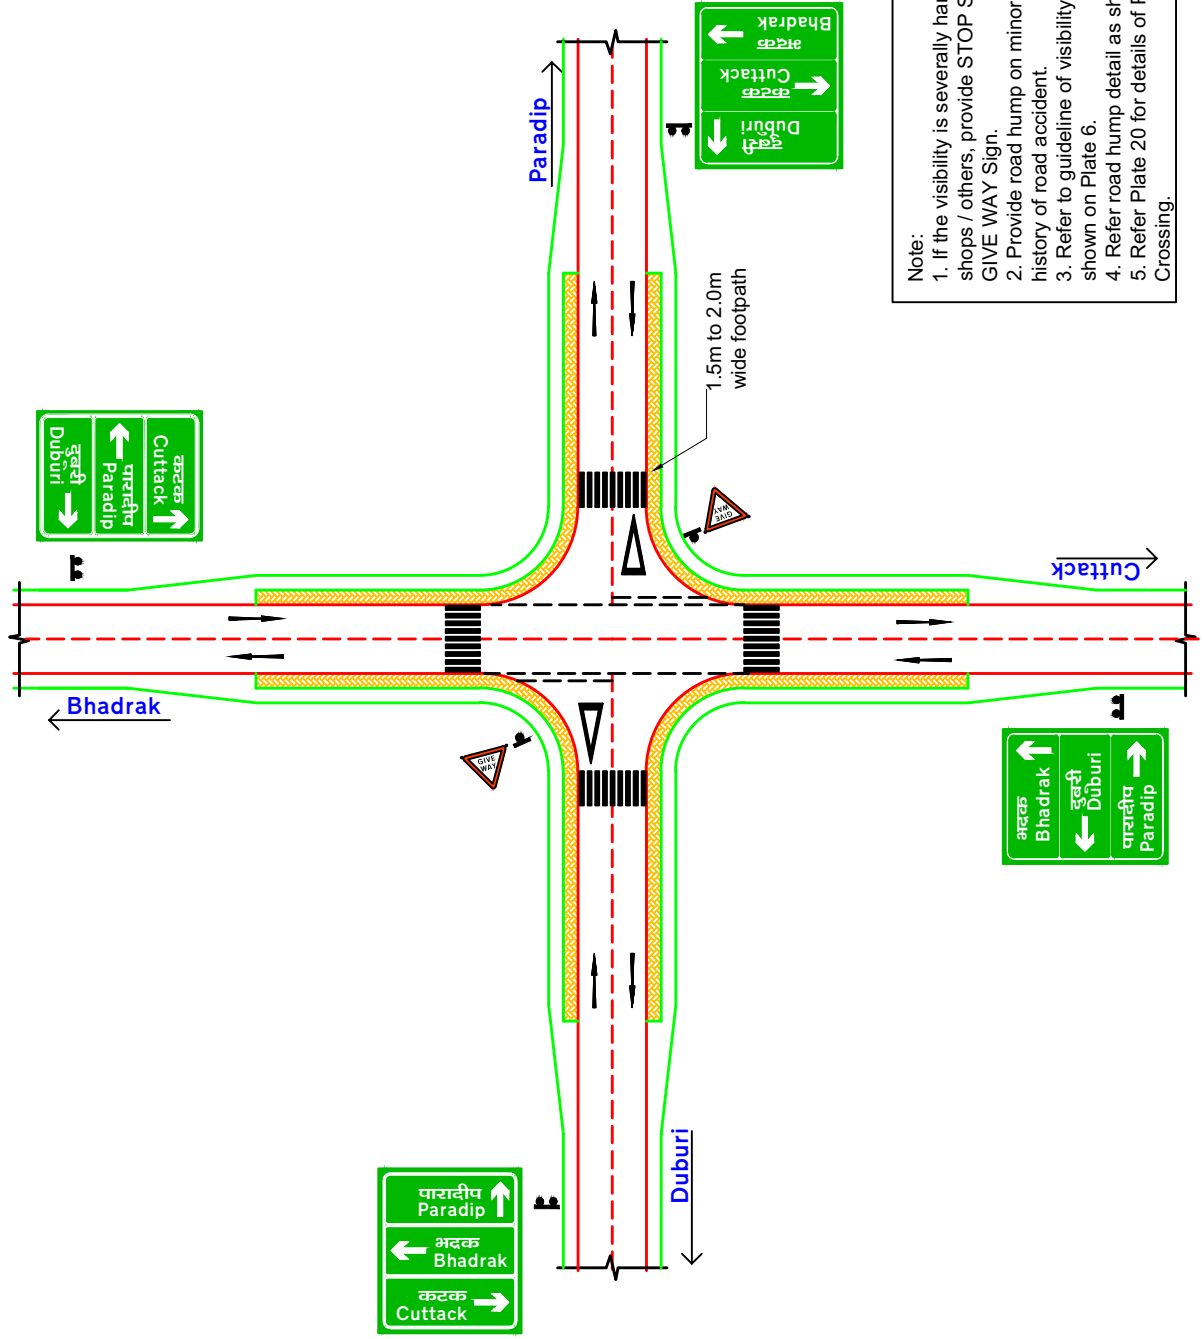 Paradip
भद्रक
Bhadrak
कटक
Cuttack
दुबरी
Duburi
कटक
Cuttack
पारादीप
Paradip
दुबरी
Duburi
1.5m to 2.0m
wide footpath
GIVE
WAY
Cuttack
Bhadrak
GIVE
WAY
भद्रक
Bhadrak
दुबरी
Duburi
पारादीप
Paradip
Duburi
पारादीप
Paradip
भद्रक
Bhadrak
कटक
Cuttack
Note:
1. If the visibility is severally
shops / others, provide STOP
GIVE WAY Sign.
2. Provide road hump on minor
history of road accident.
3. Refer to guideline of visibility
shown on Plate 6.
4. Refer road hump detail as
5. Refer Plate 20 for details of
Crossing.